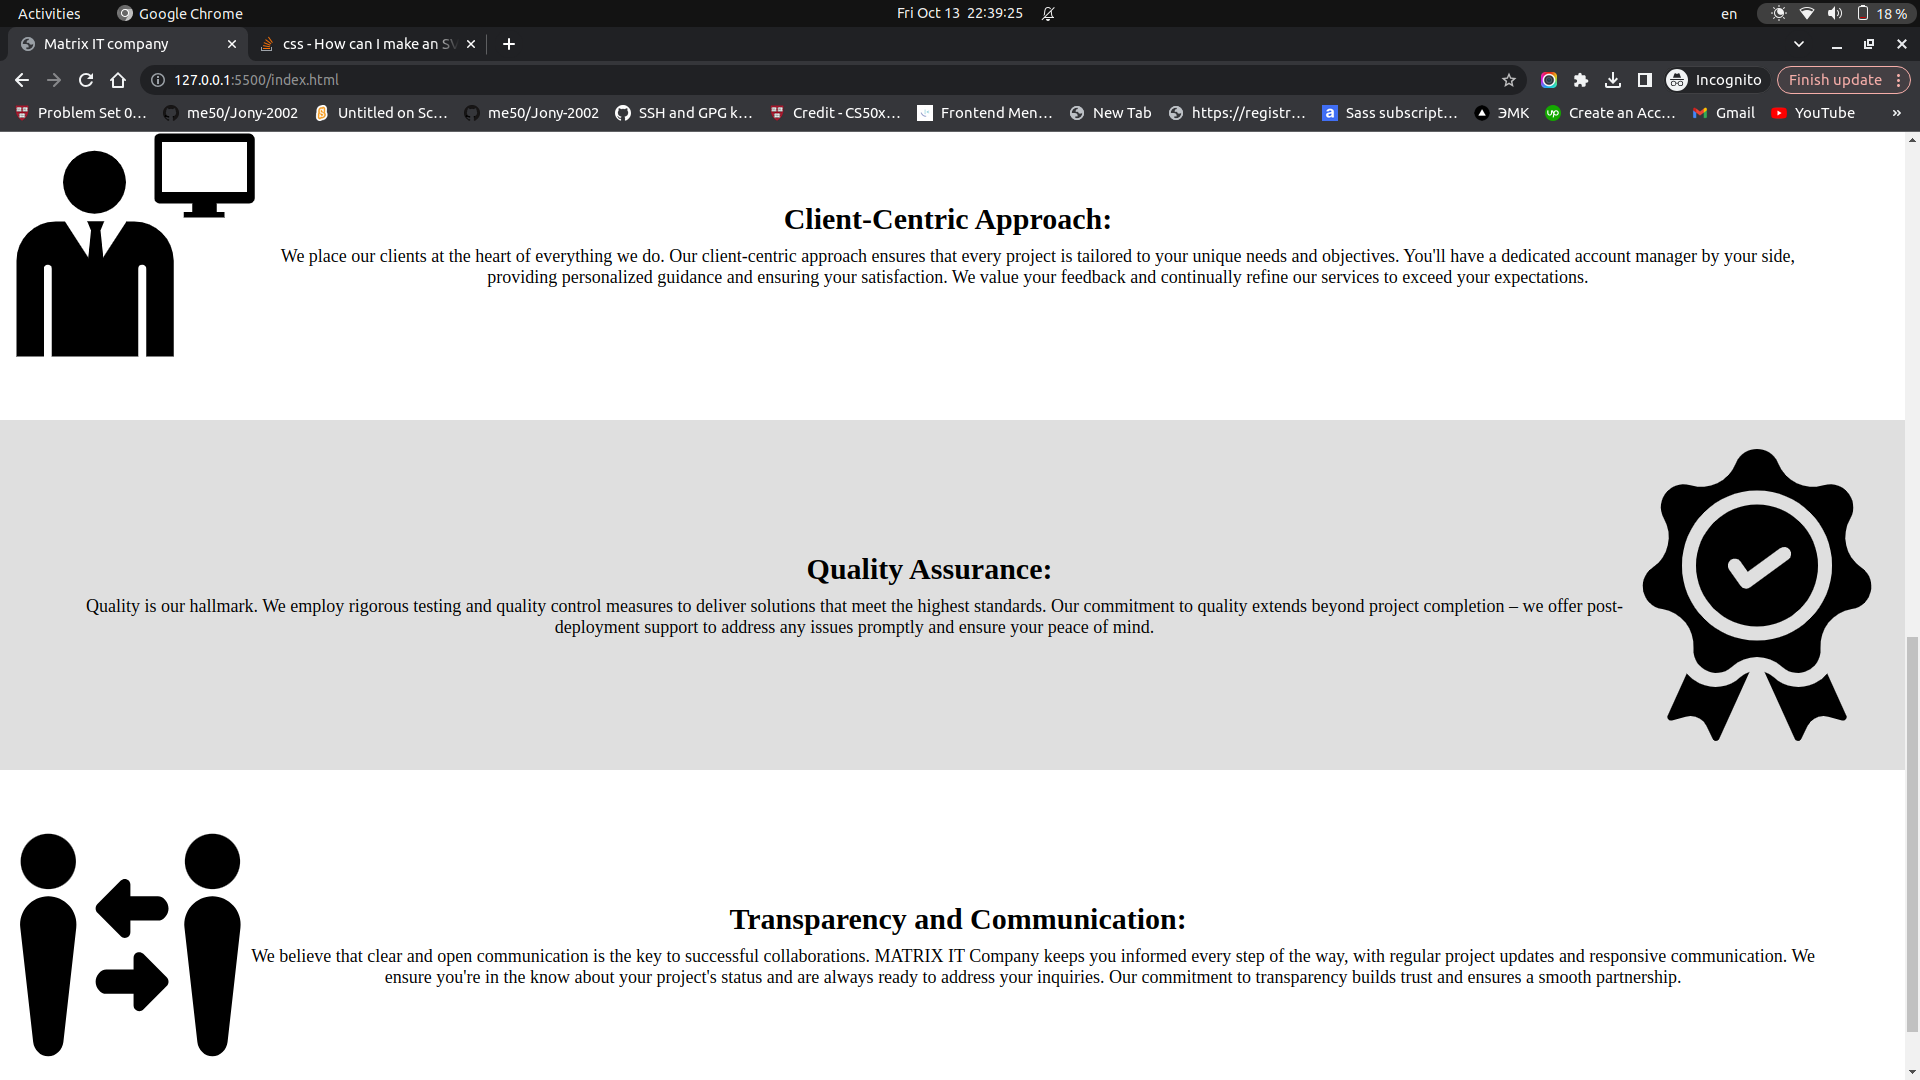 Activities Google Chrome Fri Oct 13 22:39:25 en 18 %
Matrix IT company css - How can I make an SV
127.0.0.1:5500/index.html Incognito Finish update
Problem Set 0... me50/Jony-2002 Untitled on Sc... me50/Jony-2002 SSH and GPG k... Credit - CS50x... Frontend Men... New Tab https://registr... a Sass subscript... ЭМК up Create an Acc... Gmail YouTube »
Client-Centric Approach:
We place our clients at the heart of everything we do. Our client-centric approach ensures that every project is tailored to your unique needs and objectives. You'll have a dedicated account manager by your side,
providing personalized guidance and ensuring your satisfaction. We value your feedback and continually refine our services to exceed your expectations.
Quality Assurance:
Quality is our hallmark. We employ rigorous testing and quality control measures to deliver solutions that meet the highest standards. Our commitment to quality extends beyond project completion – we offer post-
deployment support to address any issues promptly and ensure your peace of mind.
Transparency and Communication:
We believe that clear and open communication is the key to successful collaborations. MATRIX IT Company keeps you informed every step of the way, with regular project updates and responsive communication. We
ensure you're in the know about your project's status and are always ready to address your inquiries. Our commitment to transparency builds trust and ensures a smooth partnership.